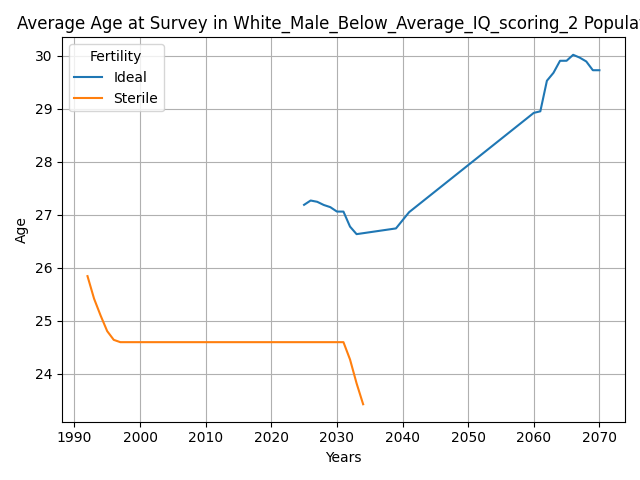 Average Age at Survey in White_Male_Below_Average_IQ_scoring_2 Popula
Fertility
Ideal
Sterile
30
29
28
27
26
25
24
Age
1990 2000 2010 2020 2030 2040 2050 2060 2070
Years